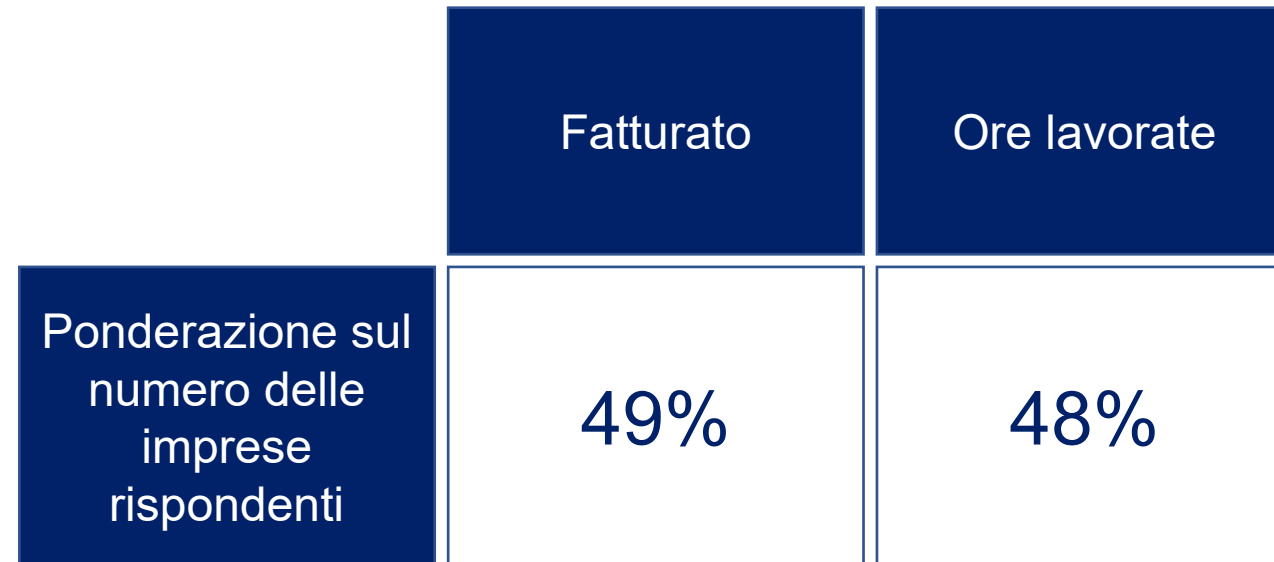 Fatturato
Ore lavorate
Ponderazione sul
numero delle
imprese
rispondenti
49%
48%